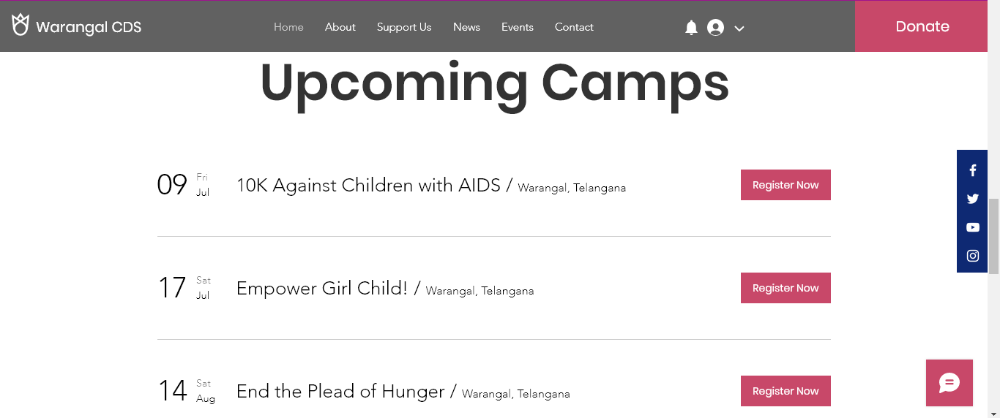 Warangal CDS
Home About Support Us News Events Contact
Donate
Upcoming Camps
09 Fri Jul
10K Against Children with AIDS / Warangal, Telangana
Register Now
17 Sat Jul
Empower Girl Child! / Warangal, Telangana
Register Now
14 Sat Aug
End the Plead of Hunger / Warangal, Telangana
Register Now